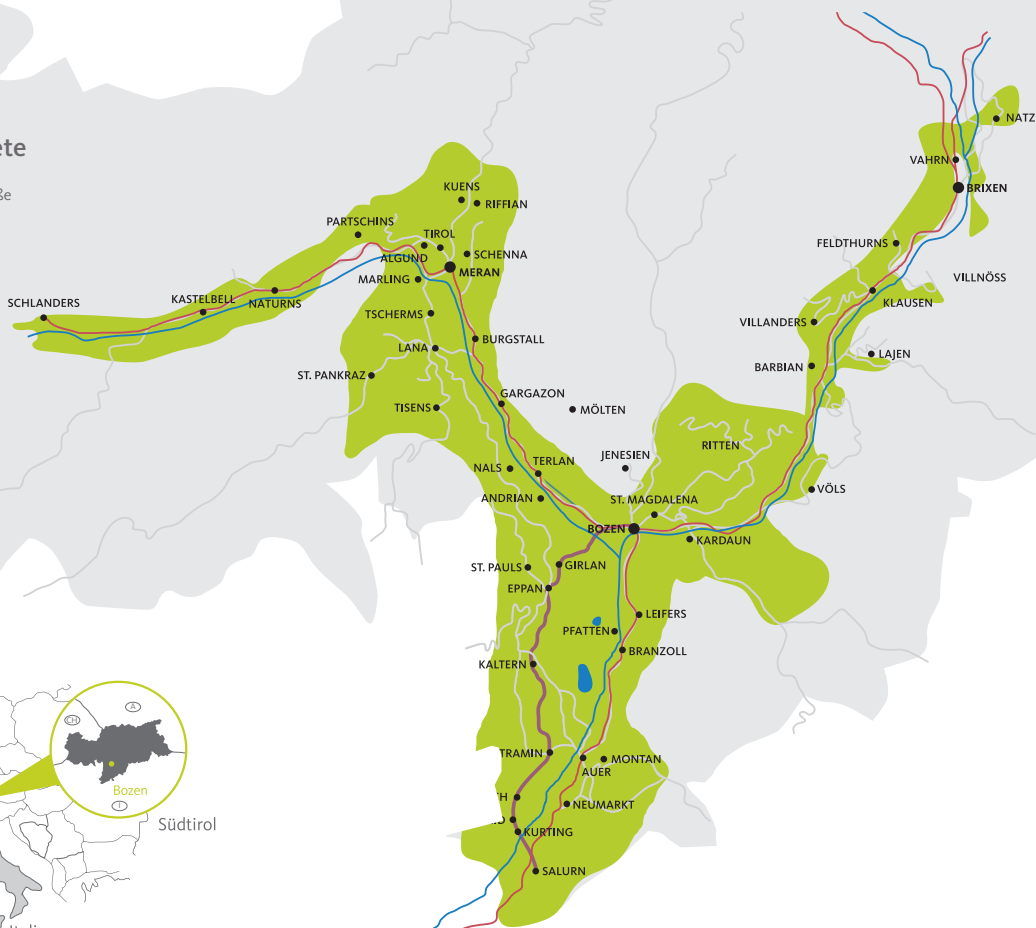 ete
ße
NATZ
VAHRN
BRIXEN
KUENS
RIFFIAN
PARTSCHINS
TIROL
FELDTHURNS
SCHENNA
ALGUND
MERAN
MARLING
VILLNÖSS
SCHLANDERS
KASTELBELL
NATURNS
KLAUSEN
TSCHERMS
VILLANDERS
BURGSTALL
LANA
LAJEN
BARBIAN
ST. PANKRAZ
GARGAZON
TISENS
MÖLTEN
RITTEN
JENESIEN
TERLAN
NALS
VÖLS
ANDRIAN
ST. MAGDALENA
BOZEN
KARDAUN
ST. PAULS
GIRLAN
EPPAN
LEIFERS
PFATTEN
BRANZOLL
KALTERN
A
CH
TRAMIN
MONTAN
AUER
Bozen
H
NEUMARKT
I
D
Südtirol
KURTING
SALURN